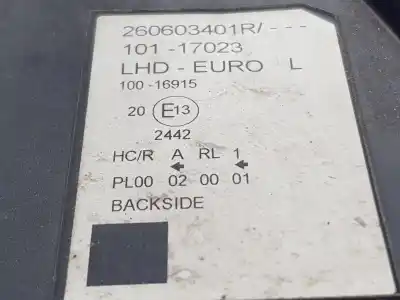 260603401R/---
101-17023
LHD-EURO L
100-16915
20 E13
2442
HC/R A RL 1
PL00 02 00 01
BACKSIDE